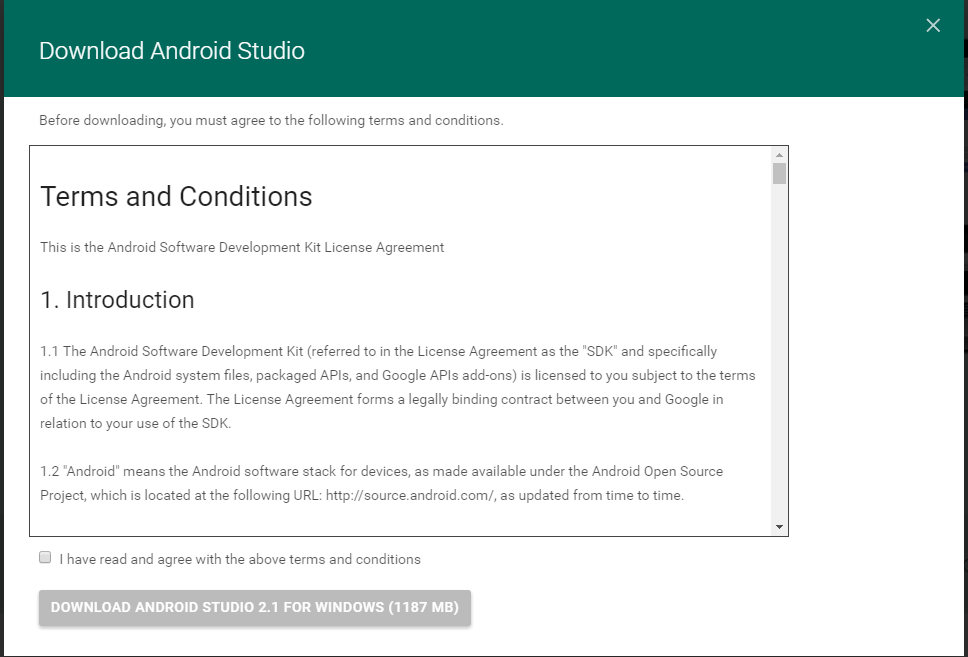 Download Android Studio
Before downloading, you must agree to the following terms and conditions.
Terms and Conditions
This is the Android Software Development Kit License Agreement
1. Introduction
1.1 The Android Software Development Kit (referred to in the License Agreement as the "SDK" and specifically
including the Android system files, packaged APIs, and Google APIs add-ons) is licensed to you subject to the terms
of the License Agreement. The License Agreement forms a legally binding contract between you and Google in
relation to your use of the SDK.
1.2 "Android" means the Android software stack for devices, as made available under the Android Open Source
Project, which is located at the following URL: http://source.android.com/, as updated from time to time.
I have read and agree with the above terms and conditions
DOWNLOAD ANDROID STUDIO 2.1 FOR WINDOWS (1187 MB)